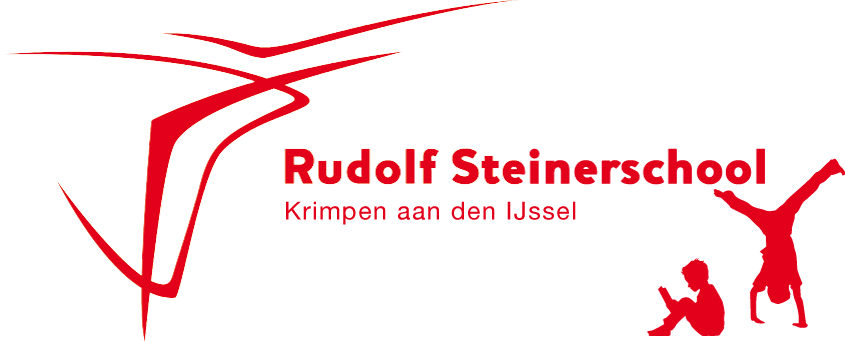 Rudolf Steinerschool
Krimpen aan den IJssel